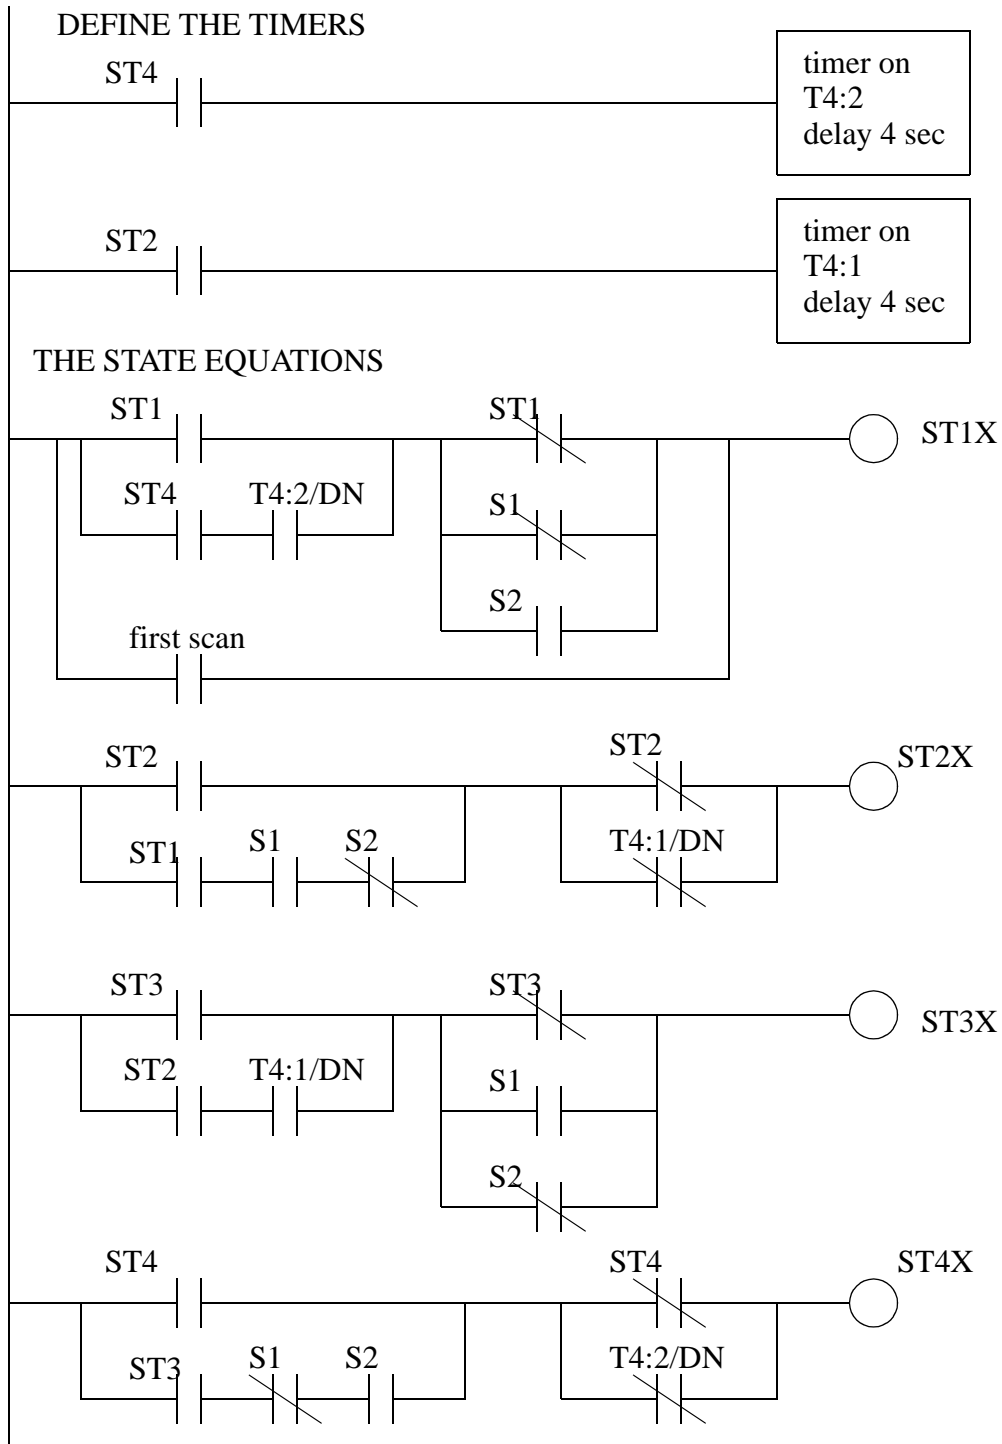 DEFINE THE TIMERS
ST4
timer on
T4:2
delay 4 sec
ST2
timer on
T4:1
delay 4 sec
THE STATE EQUATIONS
ST1
ST1
ST1X
ST4
T4:2/DN
S1
S2
first scan
ST2
ST2
ST2X
ST1
S1
S2
T4:1/DN
ST3
ST3
ST3X
ST2
T4:1/DN
S1
S2
ST4
ST4
ST4X
ST3
S1
S2
T4:2/DN